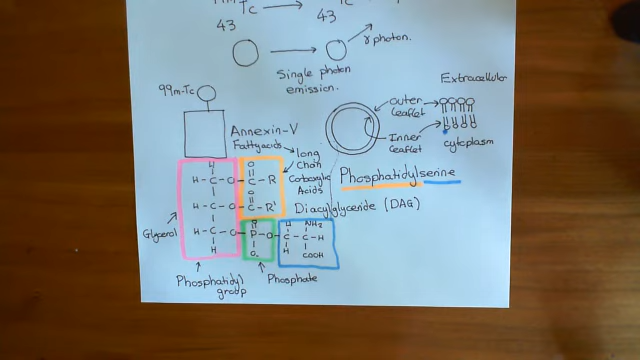 43
43
γ photon.
Single photon
emission.
Extracellular
99m-Tc
Outer
leaflet
Inner
leaflet
cytoplasm
Annexin-V
Fatty acids
long
Chain
Carboxylic
Acids
Phosphatidylserine
Diacylglyceride (DAG)
H
H-C-O-C-R
O
H-C-O-C-R'
O
H-C-O-P-O-C-C-H
H
O
O-
H
NH2
H
COOH
Glycerol
Phosphatidyl
group
Phosphate